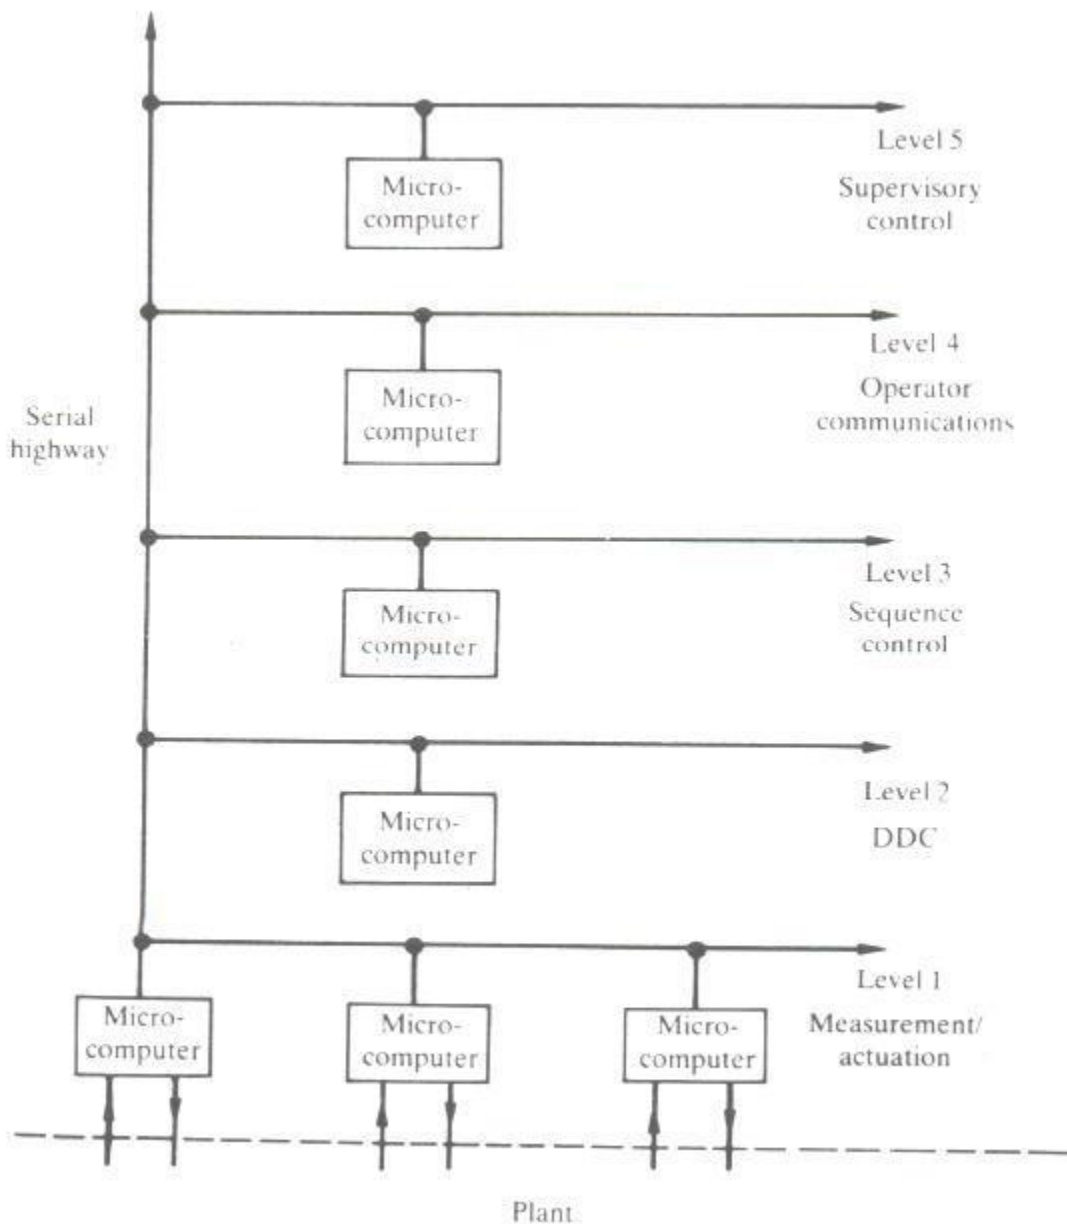 Level 5
Supervisory
control
Micro-
computer
Level 4
Operator
communications
Micro-
computer
Serial
highway
Level 3
Sequence
control
Micro-
computer
Level 2
DDC
Micro-
computer
Level 1
Measurement/
actuation
Micro-
computer
Micro-
computer
Micro-
computer
Plant